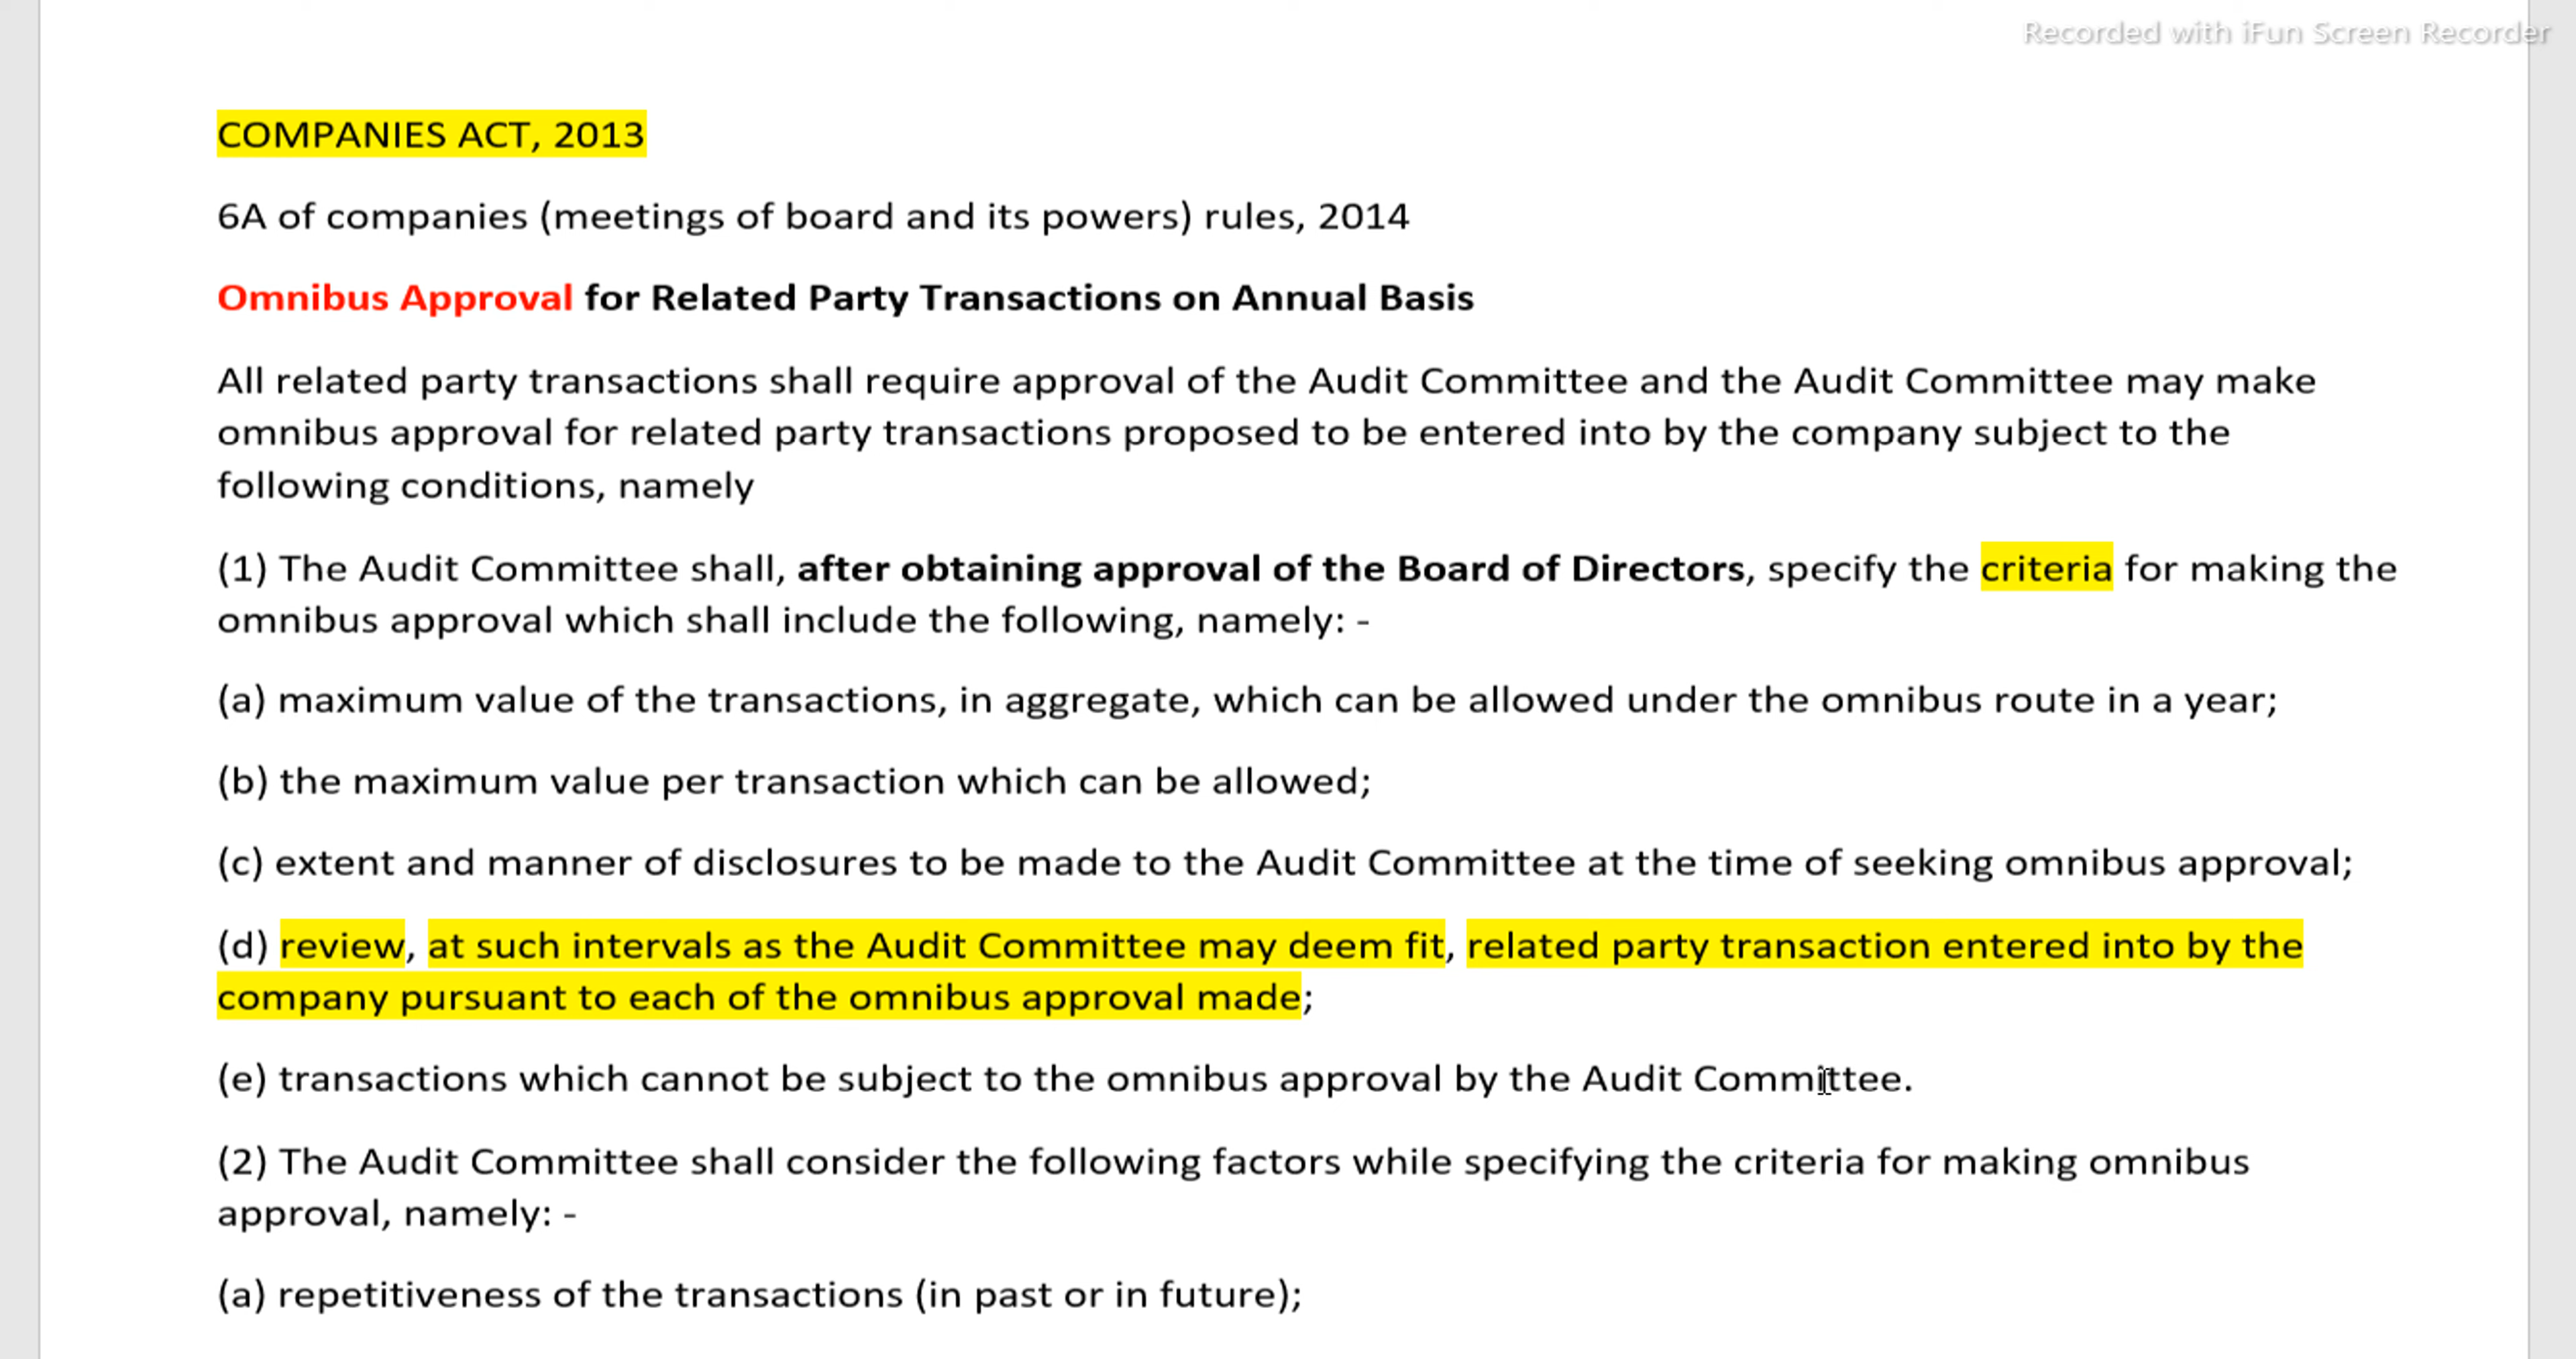 Recorded with iFun Screen Recorder
COMPANIES ACT, 2013
6A of companies (meetings of board and its powers) rules, 2014
Omnibus Approval for Related Party Transactions on Annual Basis
All related party transactions shall require approval of the Audit Committee and the Audit Committee may make
omnibus approval for related party transactions proposed to be entered into by the company subject to the
following conditions, namely
(1) The Audit Committee shall, after obtaining approval of the Board of Directors, specify the criteria for making the
omnibus approval which shall include the following, namely: -
(a) maximum value of the transactions, in aggregate, which can be allowed under the omnibus route in a year;
(b) the maximum value per transaction which can be allowed;
(c) extent and manner of disclosures to be made to the Audit Committee at the time of seeking omnibus approval;
(d) review, at such intervals as the Audit Committee may deem fit, related party transaction entered into by the
company pursuant to each of the omnibus approval made;
(e) transactions which cannot be subject to the omnibus approval by the Audit Committee.
(2) The Audit Committee shall consider the following factors while specifying the criteria for making omnibus
approval, namely: -
(a) repetitiveness of the transactions (in past or in future);